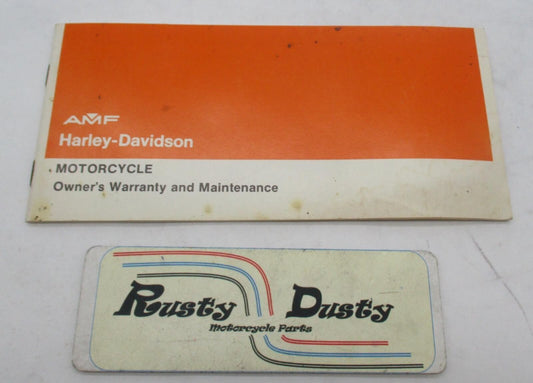 AMF
Harley-Davidson
MOTORCYCLE
Owner's Warranty and Maintenance
Rusty Dusty
Motorcycle Parts